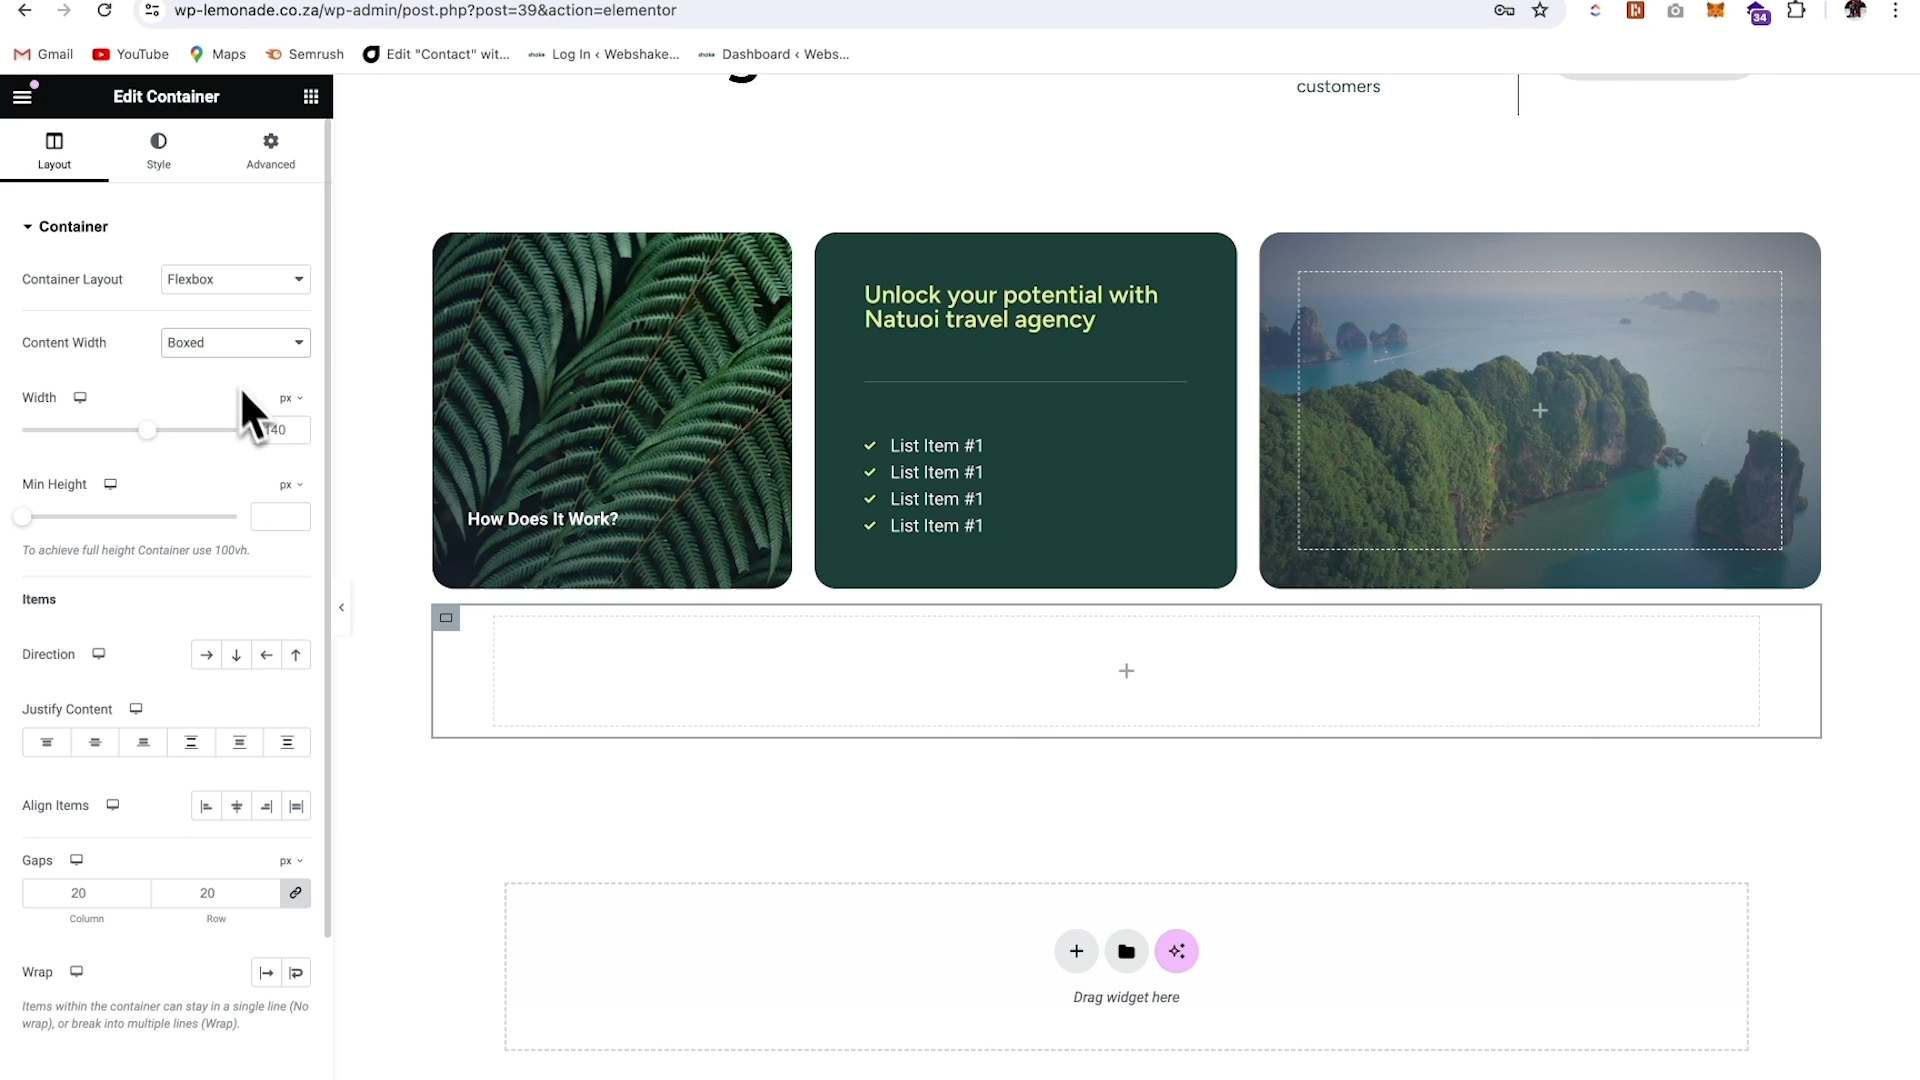 wp-lemonade.co.za/wp-admin/post.php?post=39&action=elementor
34
Gmail
YouTube
Maps
Semrush
Edit "Contact" wit...
Log In ‹ Webshake...
Dashboard ‹ Webs...
Edit Container
Layout
Style
Advanced
Container
Container Layout
Flexbox
Content Width
Boxed
Width
px
140
Min Height
px
To achieve full height Container use 100vh.
Items
Direction
Justify Content
Align Items
Gaps
px
20
20
Column
Row
Wrap
Items within the container can stay in a single line (No
wrap), or break into multiple lines (Wrap).
customers
How Does It Work?
Unlock your potential with
Natuoi travel agency
List Item #1
List Item #1
List Item #1
List Item #1
Drag widget here